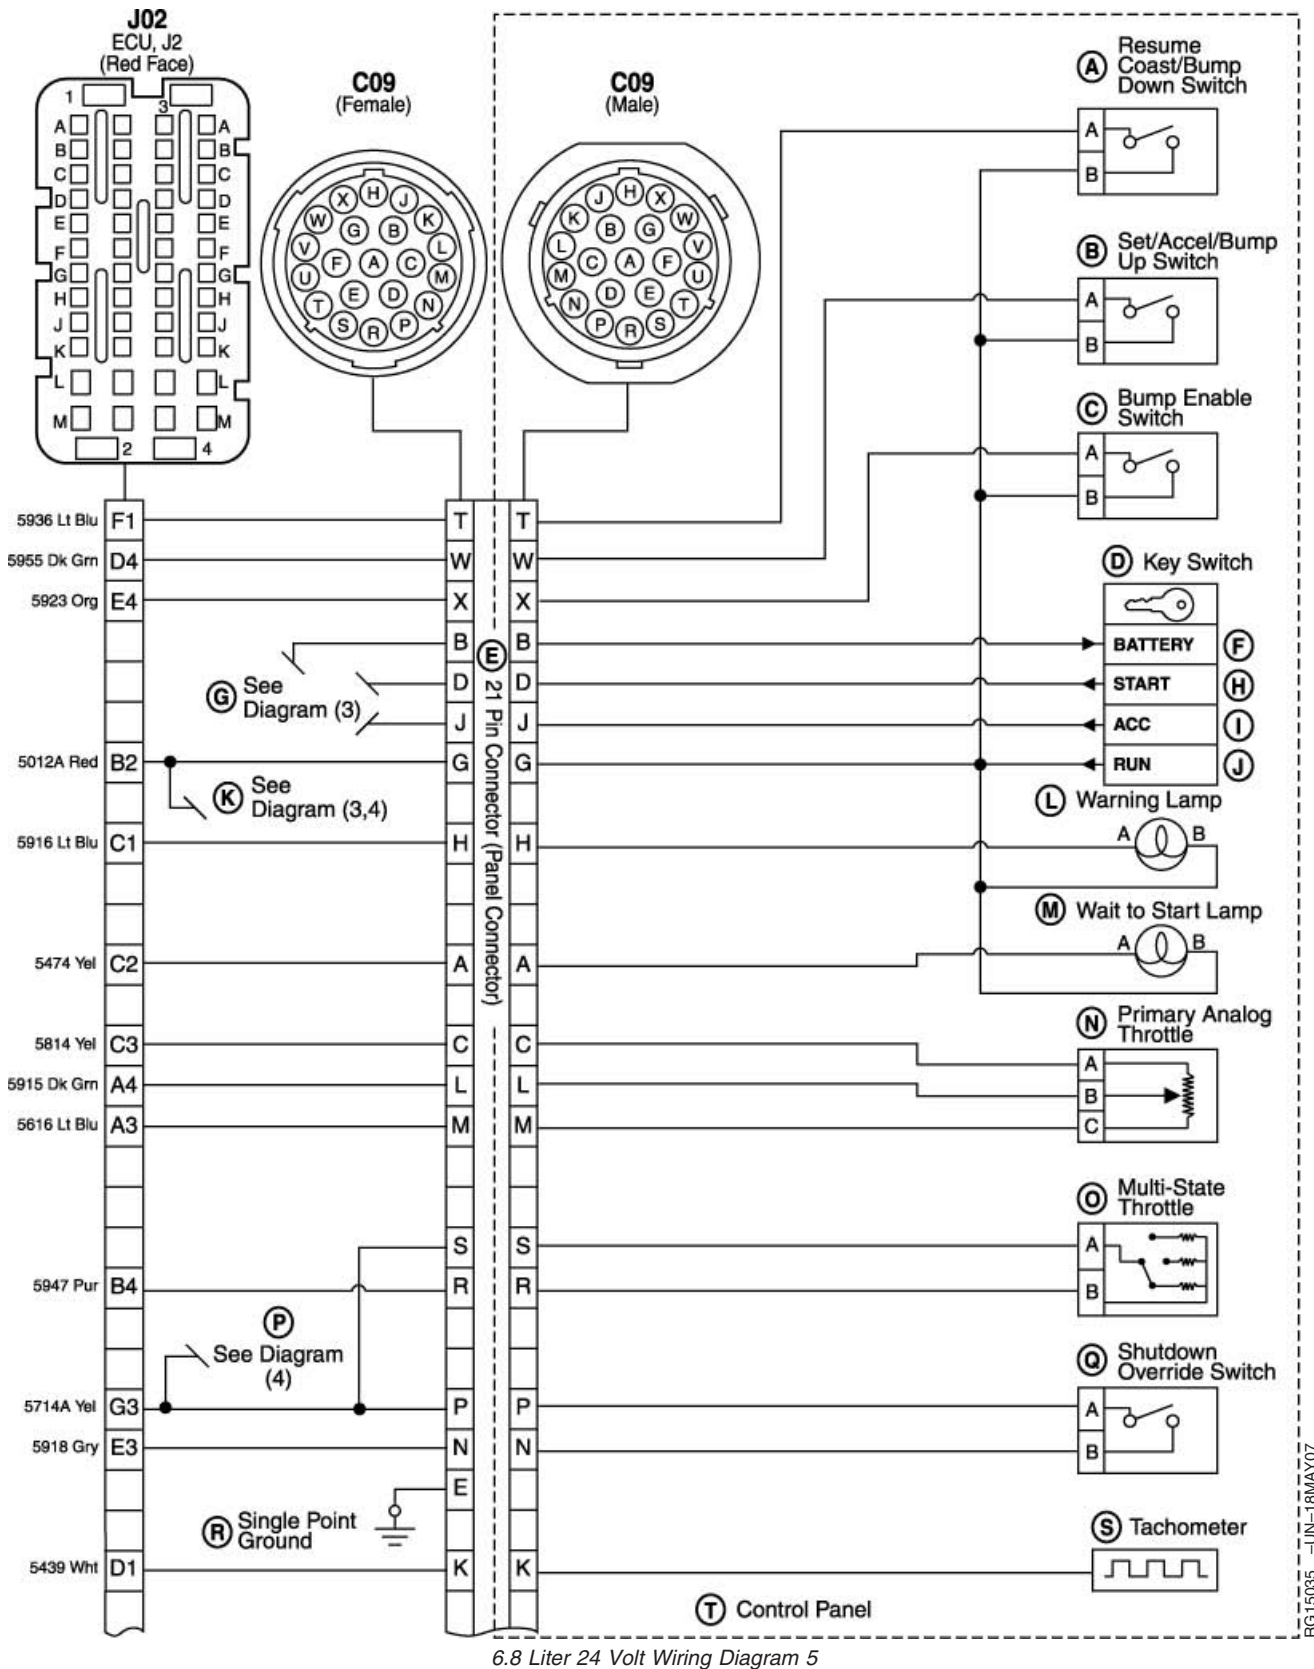 J02
ECU, J2
(Red Face)
C09
(Female)
C09
(Male)
1
3
A
B
C
D
E
F
G
H
J
K
L
M
A
B
C
D
E
F
G
H
J
K
L
M
2
4
X H J
W G B K
V F A C L
U E D M
T S R P N
J H X
K B G W
L C A F V
M D E U
N P R S T
A Resume
Coast/Bump
Down Switch
A
B
B Set/Accel/Bump
Up Switch
A
B
C Bump Enable
Switch
A
B
5936 Lt Blu F1 T T
5955 Dk Grn D4 W W
5923 Org E4 X X
D Key Switch
B B BATTERY F
D D START H
J J ACC I
5012A Red B2 G G RUN J
G See
Diagram (3)
K See
Diagram (3,4)
E 21 Pin Connector (Panel Connector)
L Warning Lamp
5916 Lt Blu C1 H H A B
M Wait to Start Lamp
5474 Yel C2 A A A B
N Primary Analog
Throttle
5814 Yel C3 C C A
5915 Dk Grn A4 L L B
5616 Lt Blu A3 M M C
O Multi-State
Throttle
S S A
5947 Pur B4 R R B
P
See Diagram
(4)
Q Shutdown
Override Switch
5714A Yel G3 P P A
5918 Gry E3 N N B
E
R Single Point
Ground
S Tachometer
5439 Wht D1 K K
T Control Panel
RG15035 –UN–18MAY07
6.8 Liter 24 Volt Wiring Diagram 5